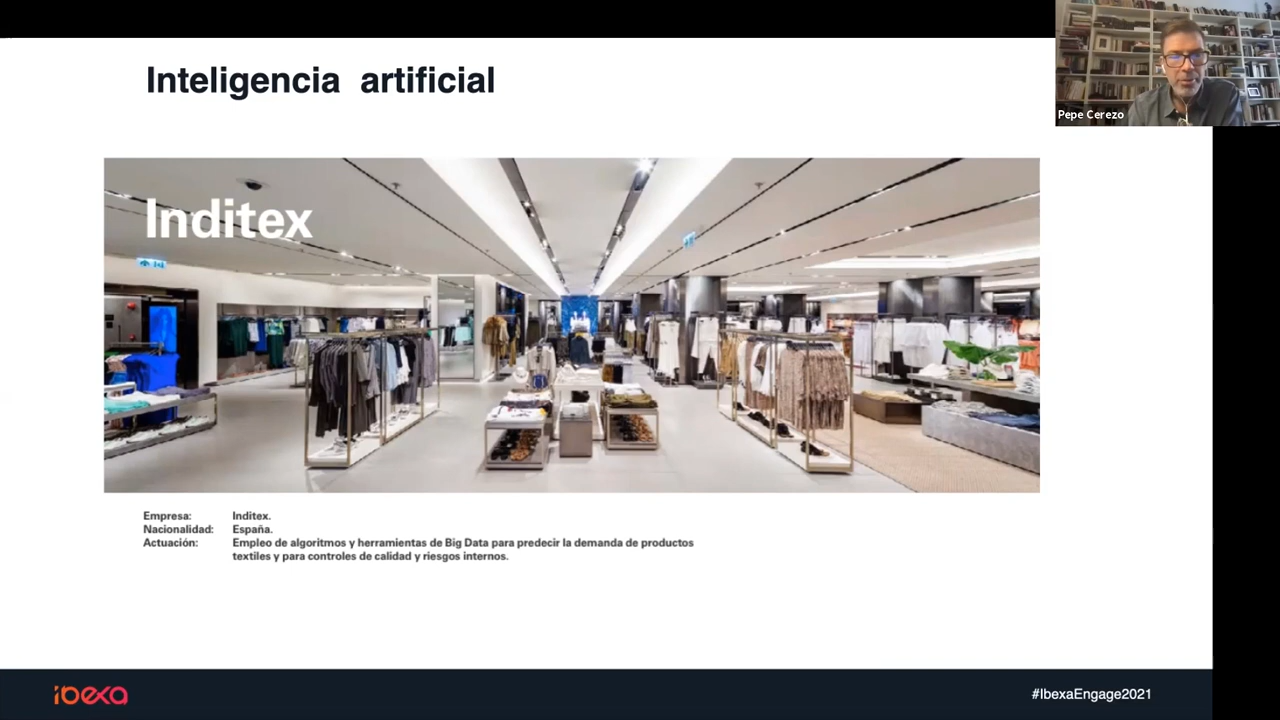 Inteligencia artificial
Pepe Cerezo
Inditex
Empresa: Inditex.
Nacionalidad: España.
Actuación: Empleo de algoritmos y herramientas de Big Data para predecir la demanda de productos
textiles y para controles de calidad y riesgos internos.
ibexa
#IbexaEngage2021